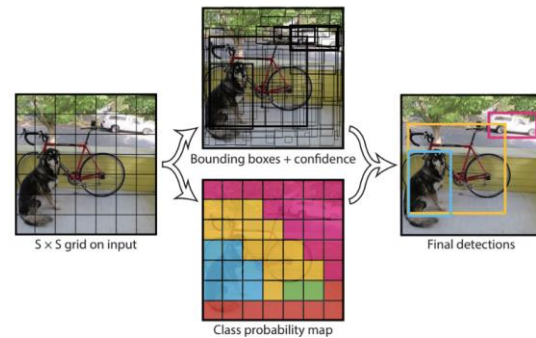 Bounding boxes + confidence
S × S grid on input
Final detections
Class probability map